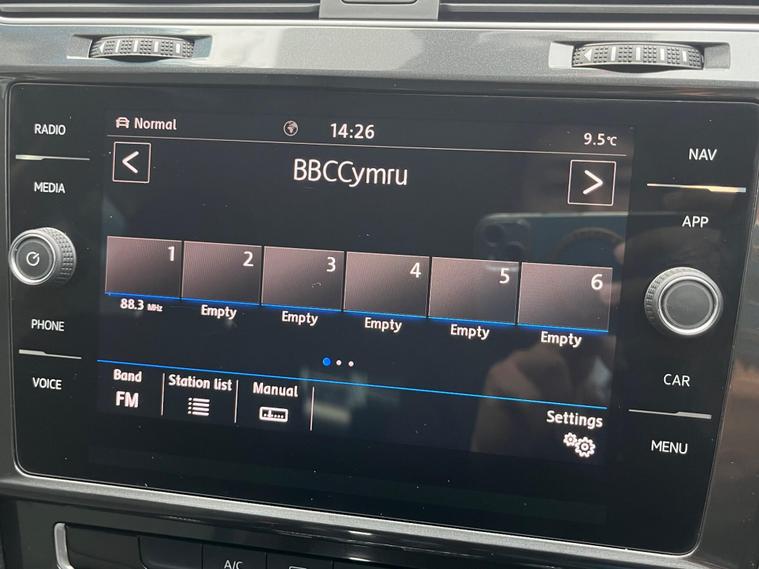 RADIO
MEDIA
PHONE
VOICE
Normal
14:26
9.5°C
<
BBCCymru
>
1
2
3
4
5
6
88.3 MHz
Empty
Empty
Empty
Empty
Empty
Band
FM
Station list
Manual
Settings
NAV
APP
CAR
MENU
A/C